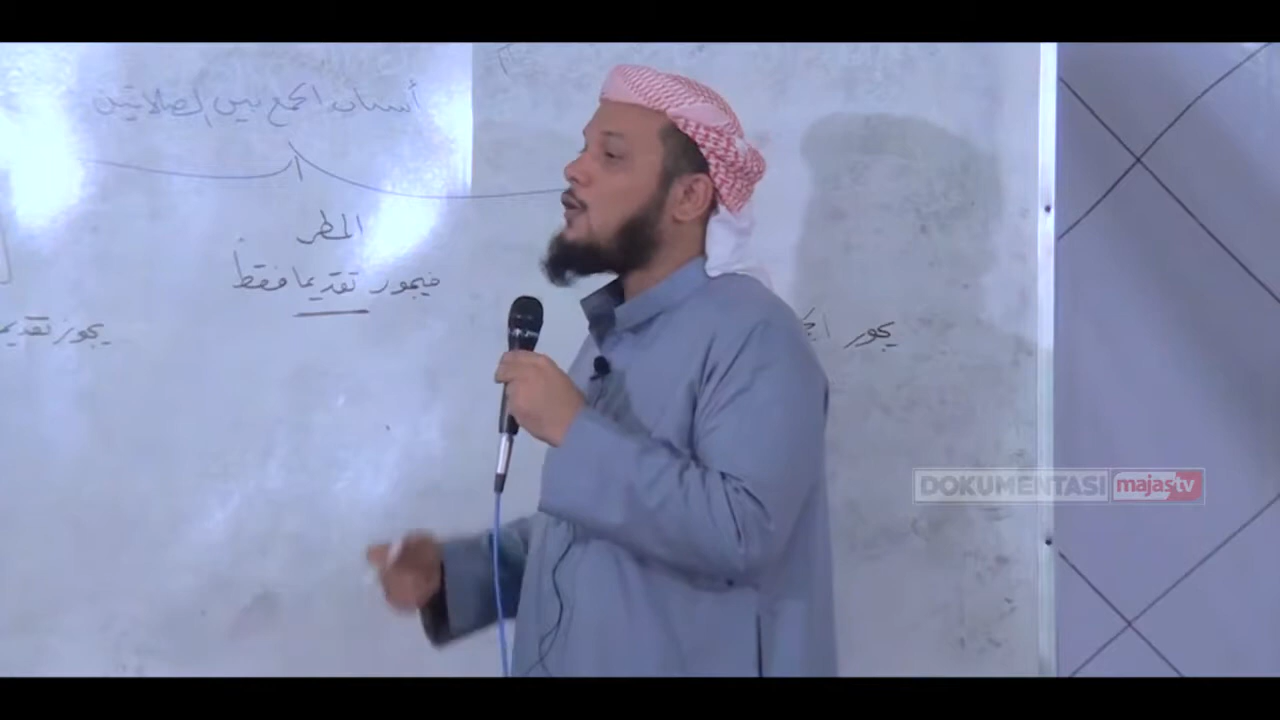 أسباب الجمع بين الصلاتين
المطر
فيجوز تقديما فقط
يجوز
يجوز تقديما
DOKUMENTASI majastv